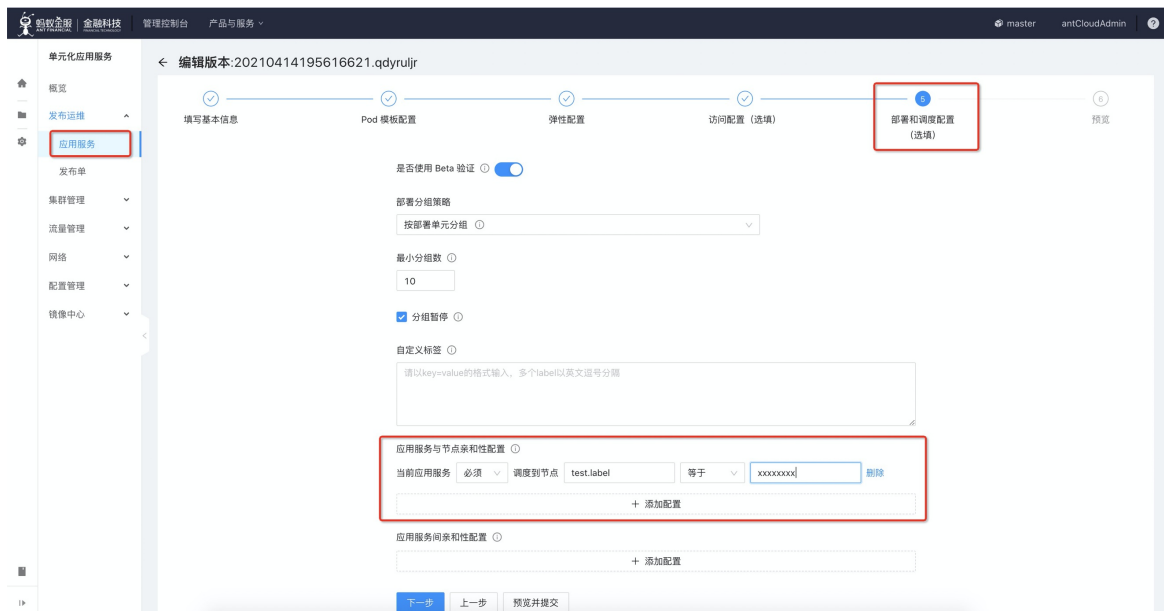 蚂蚁金服 金融科技 管理控制台 产品与服务 master antCloudAdmin
ANT FINANCIAL FINANCIAL TECHNOLOGY
单元化应用服务
概览
发布运维
应用服务
发布单
集群管理
流量管理
网络
配置管理
镜像中心
编辑版本:20210414195616621.qdyruljr
填写基本信息 Pod 模板配置 弹性配置 访问配置（选填） 5 部署和调度配置 6 预览
（选填）
是否使用 Beta 验证
部署分组策略
按部署单元分组
最小分组数
10
分组暂停
自定义标签
请以key=value的格式输入，多个label以英文逗号分隔
应用服务与节点亲和性配置
当前应用服务 必须 调度到节点 test.label 等于 xxxxxxxx 删除
+ 添加配置
应用服务间亲和性配置
+ 添加配置
下一步 上一步 预览并提交